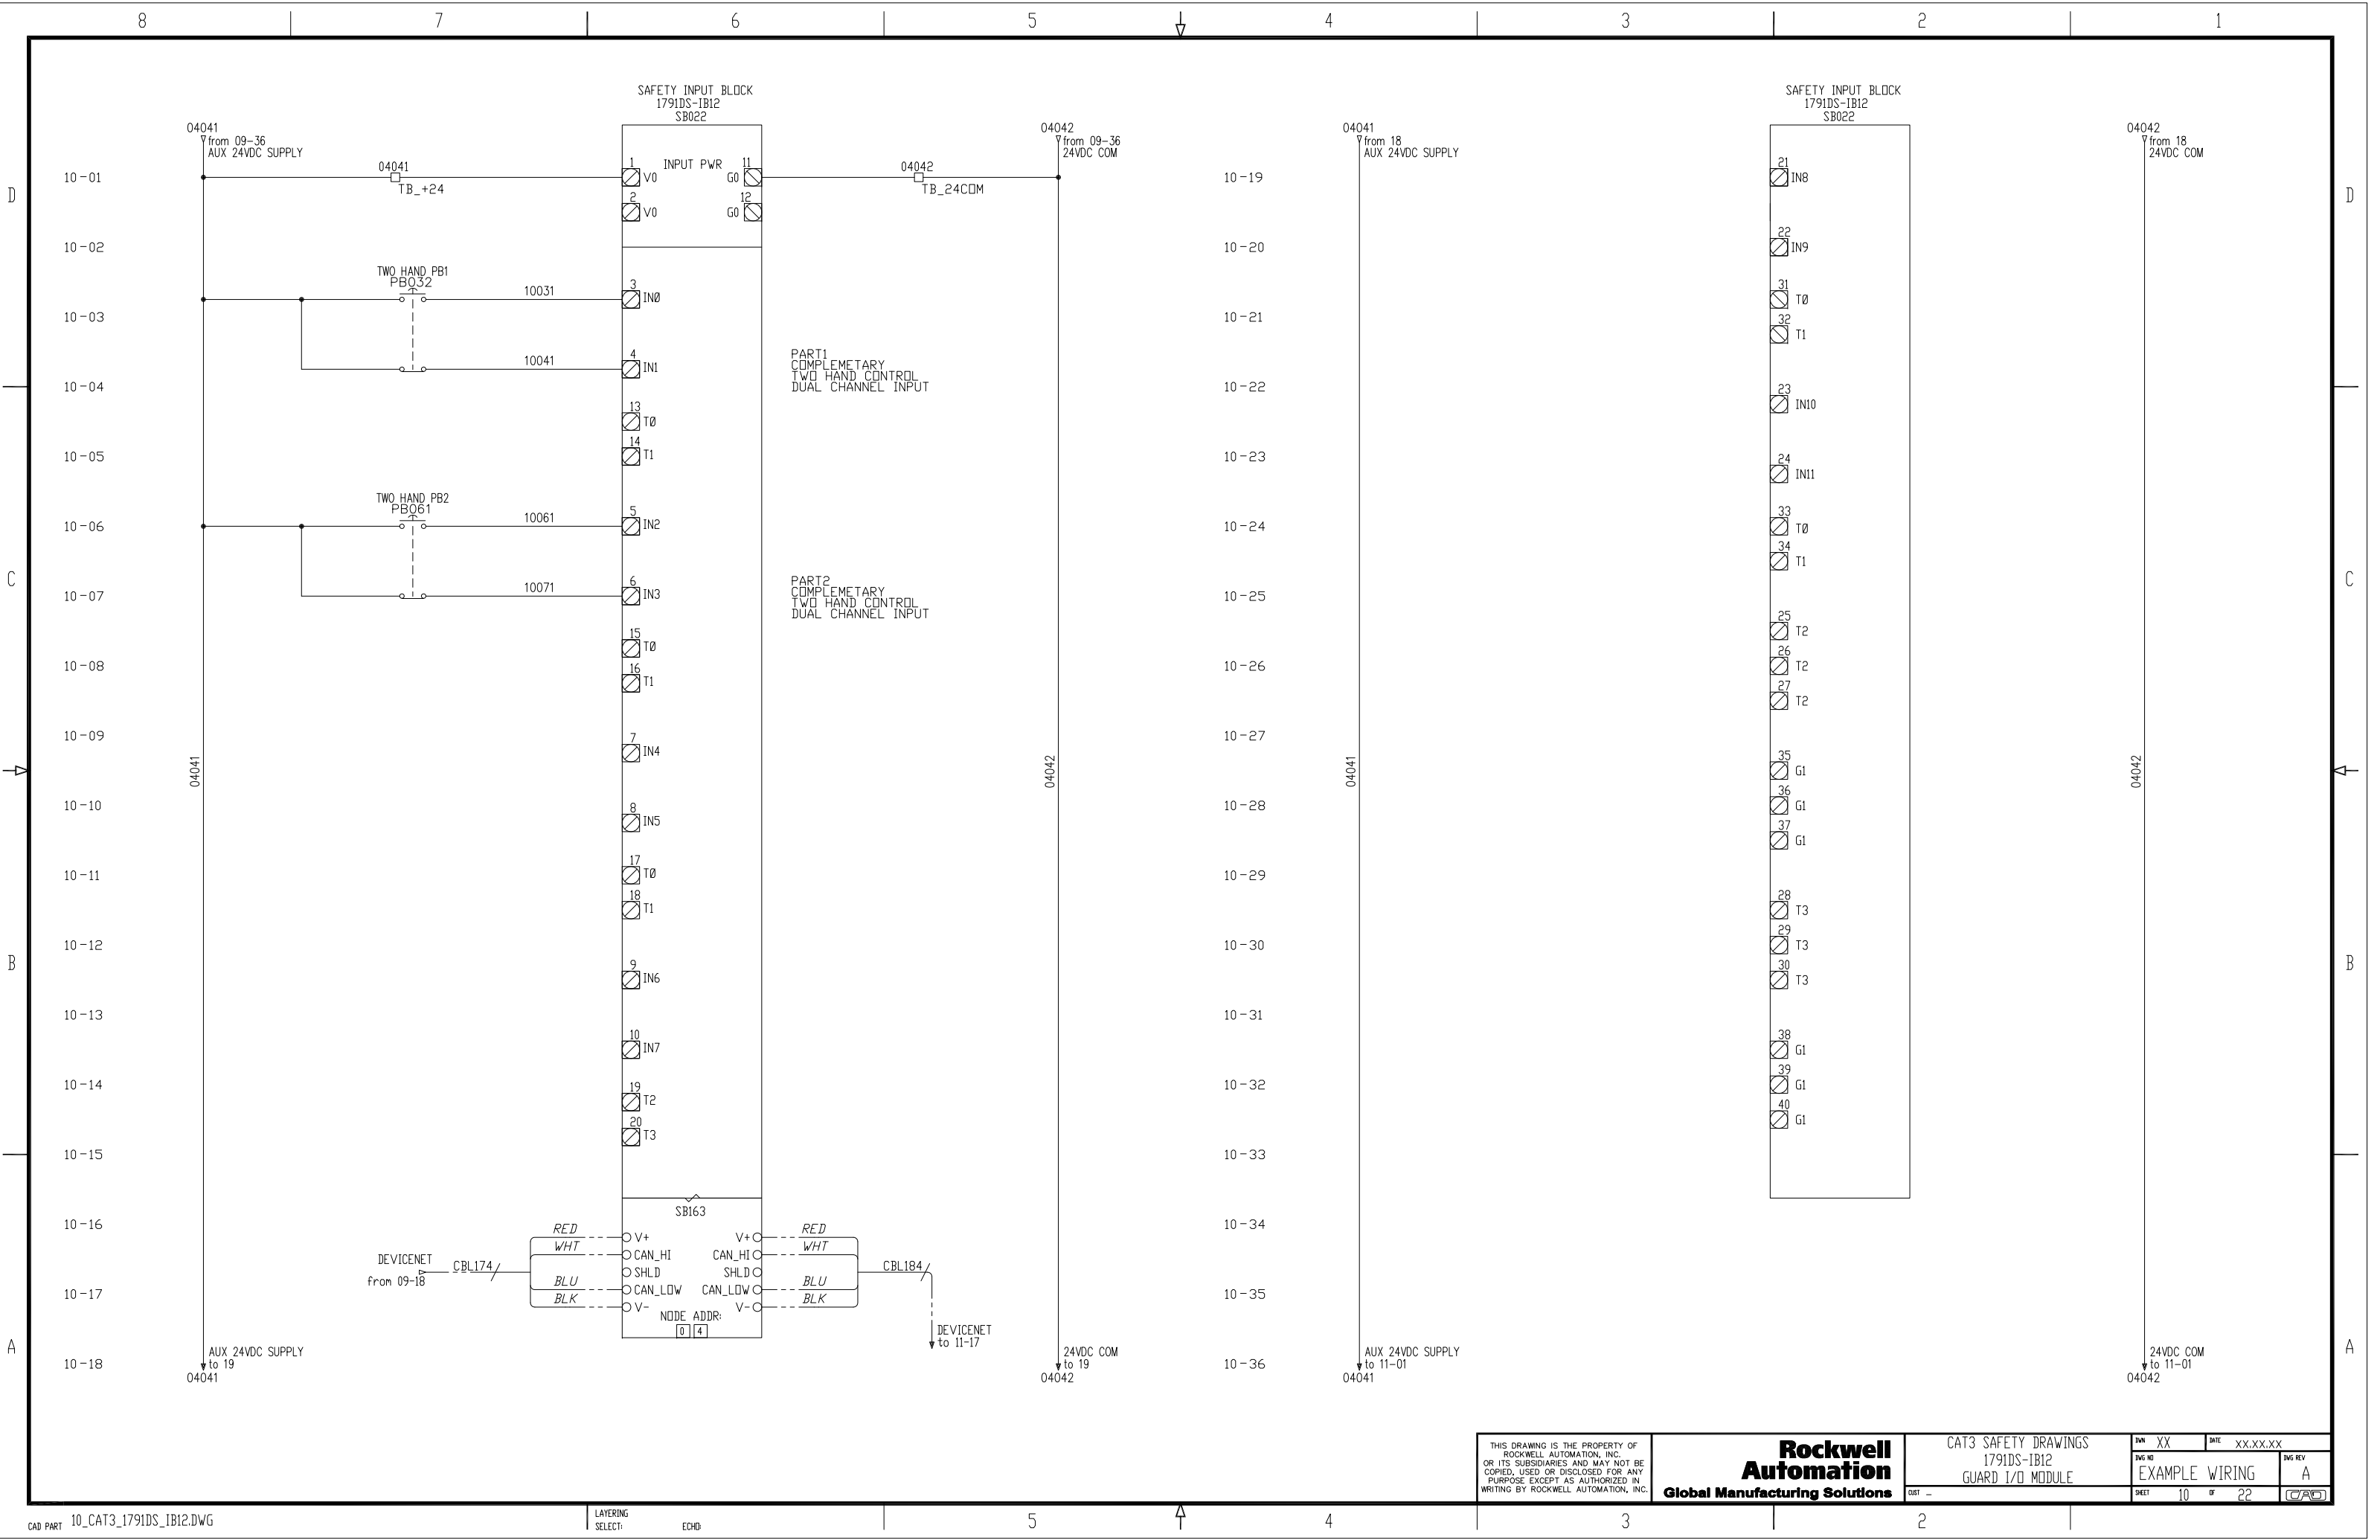 8 7 6 5 4 3 2 1
D
C
B
A
SAFETY INPUT BLOCK
1791DS-IB12
SB022
04041
from 09-36
AUX 24VDC SUPPLY
04041
TB_+24
1 V0
INPUT PWR
11 G0
2 V0
12 G0
04042
TB_24COM
04042
from 09-36
24VDC COM
10-01
10-02
10-03
10-04
10-05
10-06
10-07
10-08
10-09
10-10
10-11
10-12
10-13
10-14
10-15
10-16
10-17
10-18
TWO HAND PB1
PB032
10031
3 IN0
10041
4 IN1
PART1
COMPLEMETARY
TWO HAND CONTROL
DUAL CHANNEL INPUT
13 T0
14 T1
TWO HAND PB2
PB061
10061
5 IN2
10071
6 IN3
PART2
COMPLEMETARY
TWO HAND CONTROL
DUAL CHANNEL INPUT
15 T0
16 T1
7 IN4
04041
04042
8 IN5
17 T0
18 T1
9 IN6
10 IN7
19 T2
20 T3
SB163
RED V+ V+ RED
WHT CAN_HI CAN_HI WHT
DEVICENET
from 09-18
CBL174
SHLD SHLD
CBL184
BLU CAN_LOW CAN_LOW BLU
BLK V- V- BLK
NODE ADDR:
0 4
DEVICENET
to 11-17
AUX 24VDC SUPPLY
to 19
04041
24VDC COM
to 19
04042
SAFETY INPUT BLOCK
1791DS-IB12
SB022
04041
from 18
AUX 24VDC SUPPLY
04042
from 18
24VDC COM
10-19
10-20
10-21
10-22
10-23
10-24
10-25
10-26
10-27
10-28
10-29
10-30
10-31
10-32
10-33
10-34
10-35
10-36
21 IN8
22 IN9
31 T0
32 T1
23 IN10
24 IN11
33 T0
34 T1
25 T2
26 T2
27 T2
04041
04042
35 G1
36 G1
37 G1
28 T3
29 T3
30 T3
38 G1
39 G1
40 G1
AUX 24VDC SUPPLY
to 11-01
04041
24VDC COM
to 11-01
04042
D
C
B
A
THIS DRAWING IS THE PROPERTY OF
ROCKWELL AUTOMATION, INC.
OR ITS SUBSIDIARIES AND MAY NOT BE
COPIED, USED OR DISCLOSED FOR ANY
PURPOSE EXCEPT AS AUTHORIZED IN
WRITING BY ROCKWELL AUTOMATION, INC.
Rockwell
Automation
Global Manufacturing Solutions
CAT3 SAFETY DRAWINGS
1791DS-IB12
GUARD I/O MODULE
CUST -
DWN XX
DATE XX.XX.XX
DWG NO
EXAMPLE WIRING
DWG REV
A
SHEET 10 OF 22
CAD
CAD PART 10_CAT3_1791DS_IB12.DWG
LAYERING
SELECT: ECHO:
5 4 3 2